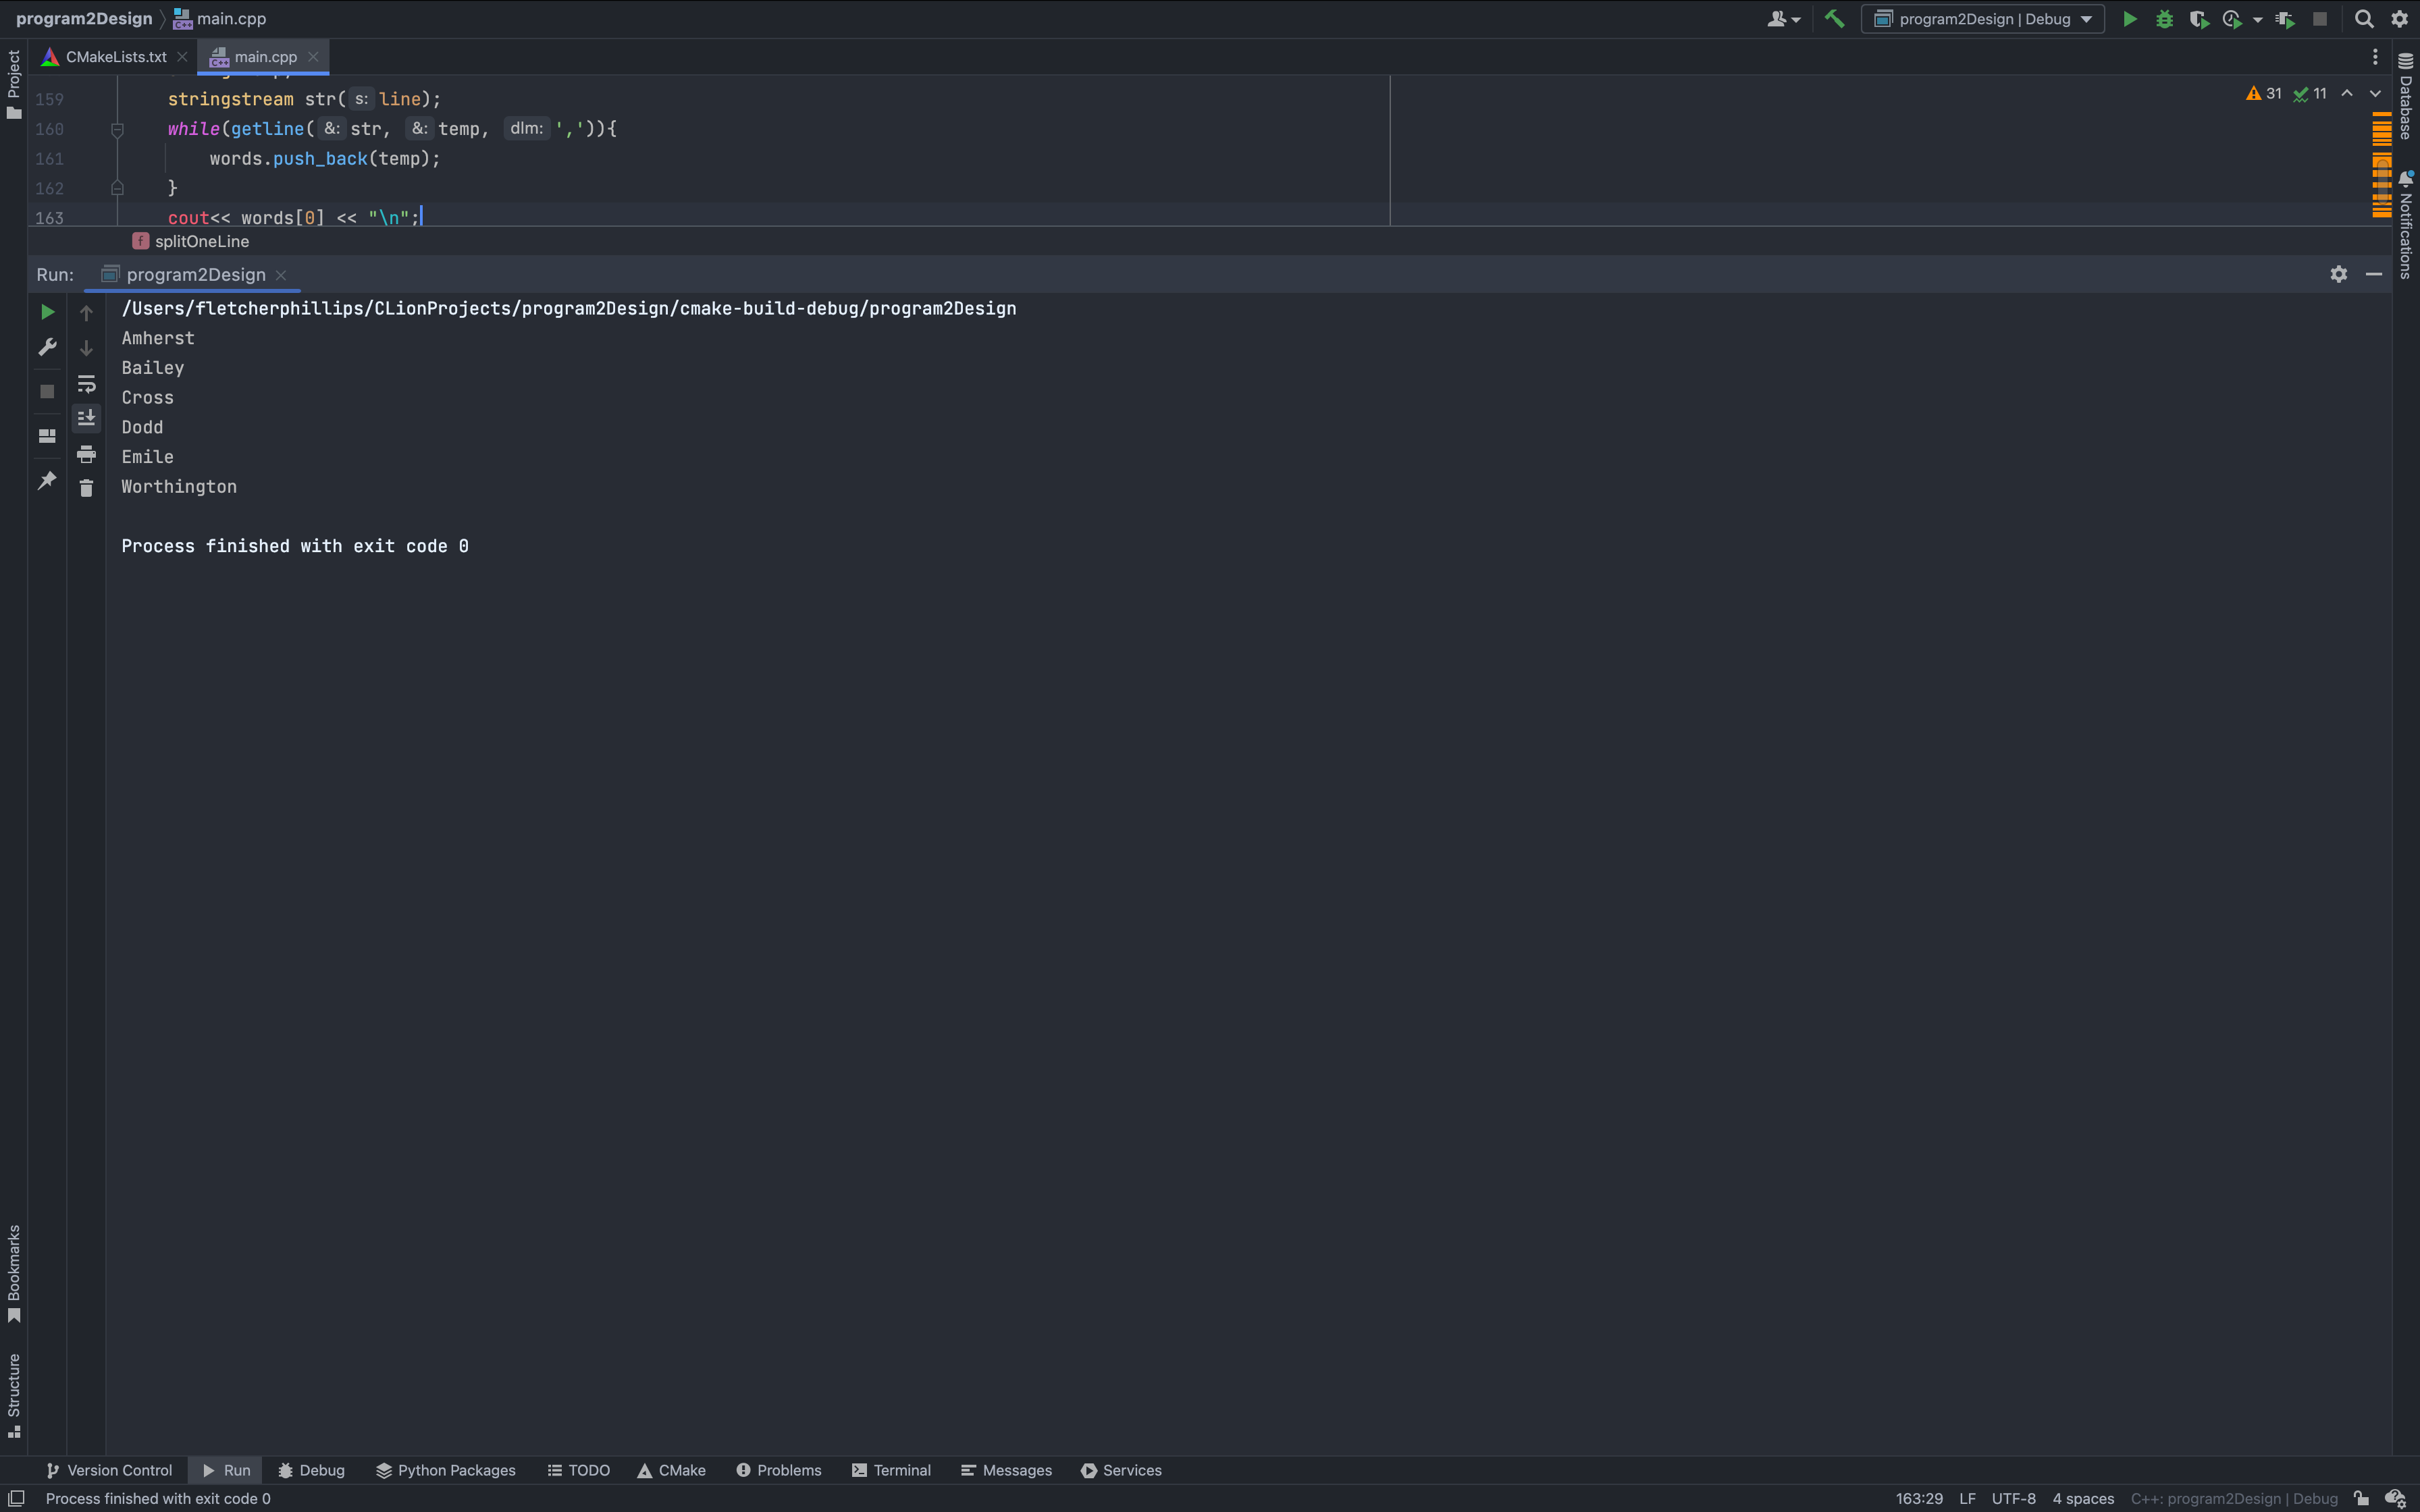 program2Design
main.cpp
program2Design | Debug
CMakeLists.txt
main.cpp
31
11
159
stringstream str( s: line);
160
while(getline( &: str, &: temp, dlm: ',')){
161
words.push_back(temp);
162
}
163
cout<< words[0] << "\n";
splitOneLine
Run:
program2Design
/Users/fletcherphillips/CLionProjects/program2Design/cmake-build-debug/program2Design
Amherst
Bailey
Cross
Dodd
Emile
Worthington
Process finished with exit code 0
Project
Bookmarks
Structure
Database
Notifications
Version Control
Run
Debug
Python Packages
TODO
CMake
Problems
Terminal
Messages
Services
Process finished with exit code 0
163:29
LF
UTF-8
4 spaces
C++: program2Design | Debug